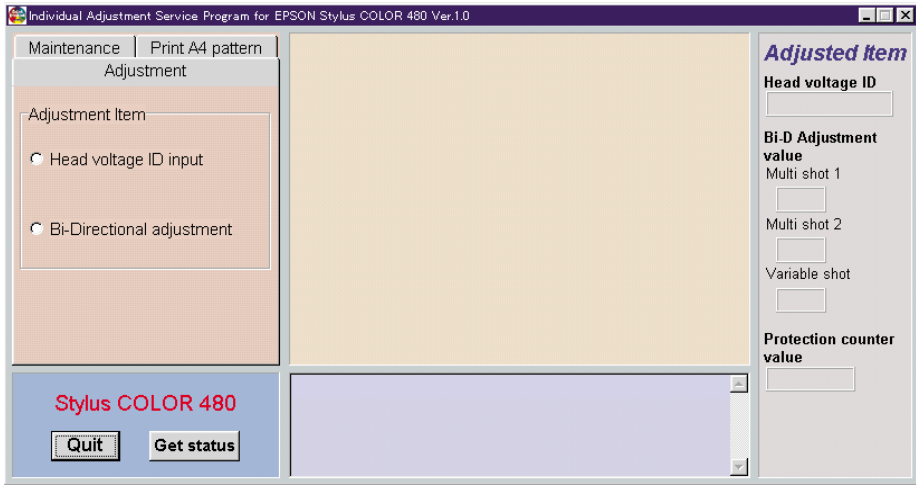 Individual Adjustment Service Program for EPSON Stylus COLOR 480 Ver.1.0
Maintenance
Print A4 pattern
Adjustment
Adjustment Item
Head voltage ID input
Bi-Directional adjustment
Stylus COLOR 480
Quit
Get status
Adjusted Item
Head voltage ID
Bi-D Adjustment
value
Multi shot 1
Multi shot 2
Variable shot
Protection counter
value